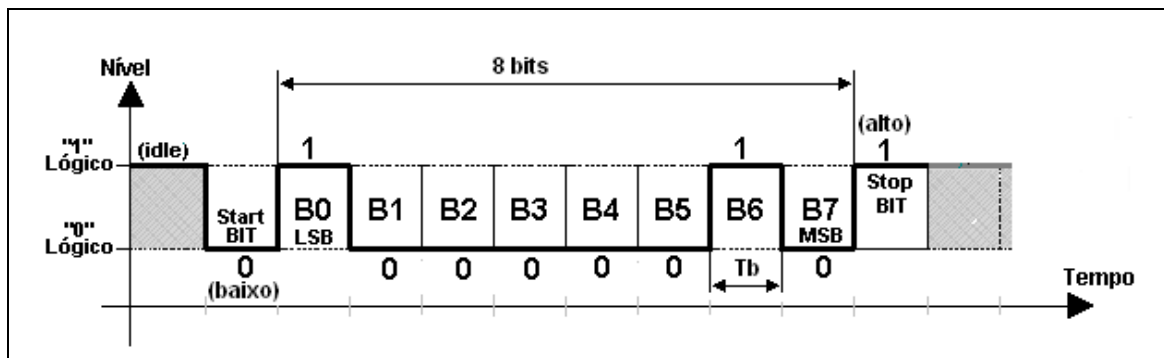 8 bits
Nível
(alto)
"1"
Lógico
(idle)
1
1
1
Start
BIT
B0
LSB
B1
B2
B3
B4
B5
B6
B7
MSB
Stop
BIT
"0"
Lógico
0
(baixo)
0
0
0
0
0
Tb
0
Tempo